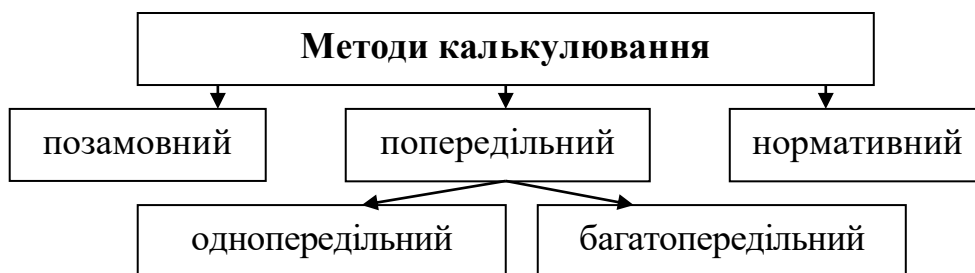 Методи калькулювання
позамовний
попередільний
нормативний
однопередільний
багатопередільний